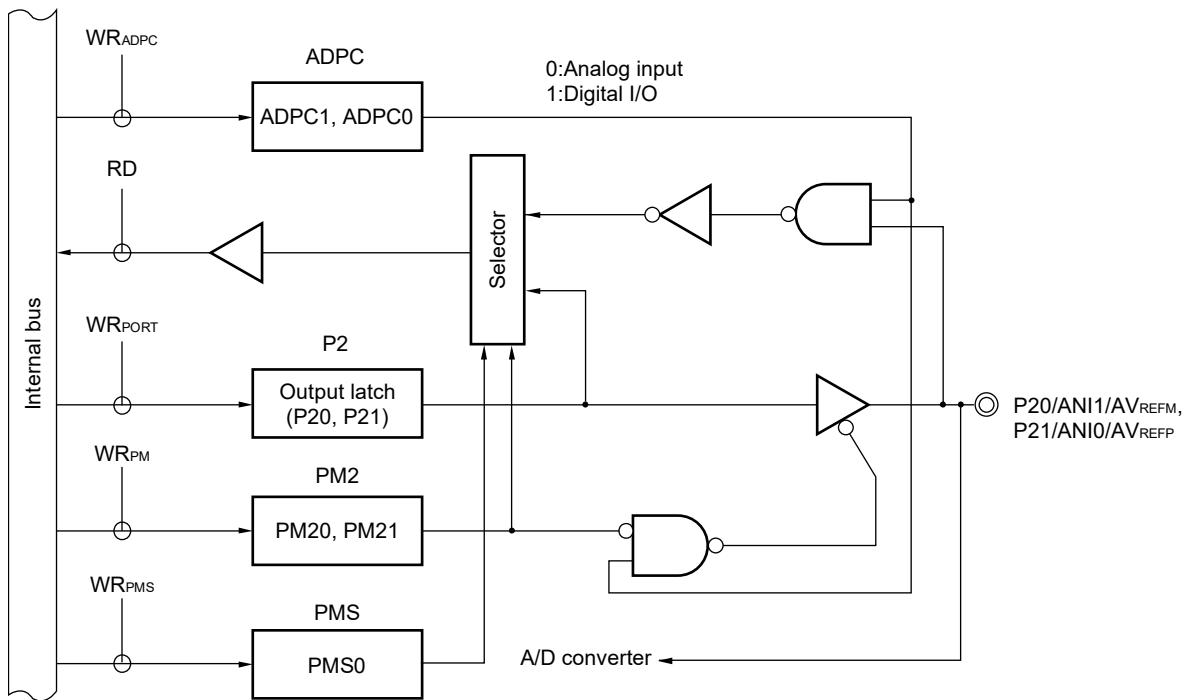 WRADPC
ADPC
0:Analog input
1:Digital I/O
ADPC1, ADPC0
RD
Selector
Internal bus
WRPORT
P2
Output latch
(P20, P21)
P20/ANI1/AVREFM,
P21/ANI0/AVREFP
WRPM
PM2
PM20, PM21
WRPMS
PMS
PMS0
A/D converter